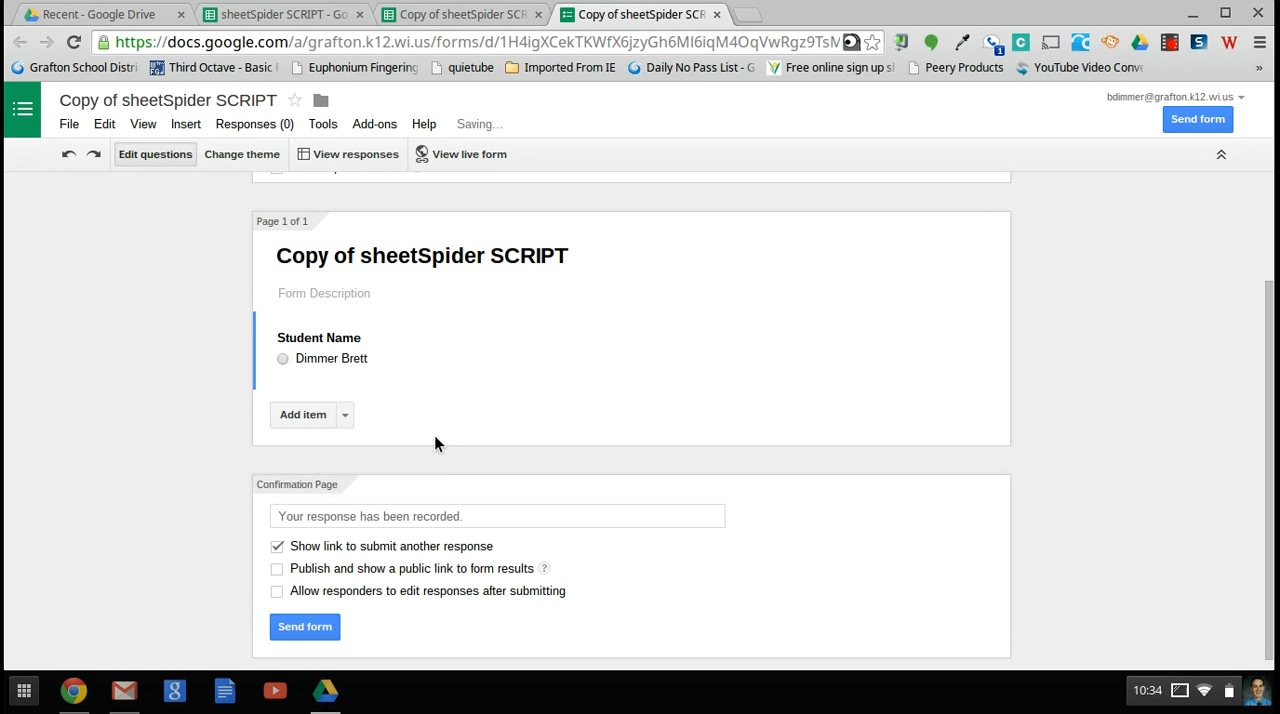 Recent - Google Drive
sheetSpider SCRIPT - Go
Copy of sheetSpider SCR
Copy of sheetSpider SCR
https://docs.google.com/a/grafton.k12.wi.us/forms/d/1H4igXCekTKWfX6jzyGh6Ml6iqM4OqVwRgz9TsM
Grafton School Distri
Third Octave - Basic
Euphonium Fingering
quietube
Imported From IE
Daily No Pass List - G
Free online sign up s
Peery Products
YouTube Video Conv
»
Copy of sheetSpider SCRIPT
bdimmer@grafton.k12.wi.us
File Edit View Insert Responses (0) Tools Add-ons Help Saving...
Send form
Edit questions
Change theme
View responses
View live form
Page 1 of 1
Copy of sheetSpider SCRIPT
Form Description
Student Name
Dimmer Brett
Add item
Confirmation Page
Your response has been recorded.
Show link to submit another response
Publish and show a public link to form results ?
Allow responders to edit responses after submitting
Send form
10:34